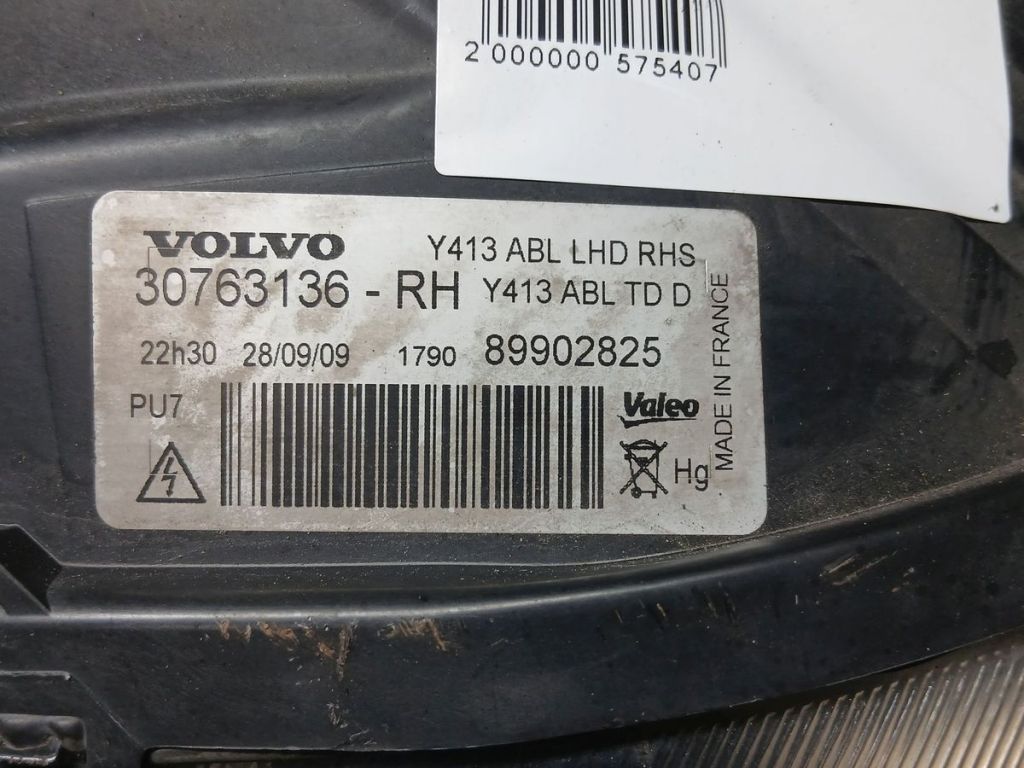 2 000000 575407
VOLVO Y413 ABL LHD RHS
30763136 - RH Y413 ABL TD D
22h30 28/09/09 1790 89902825
PU7
Valeo
Hg
MADE IN FRANCE